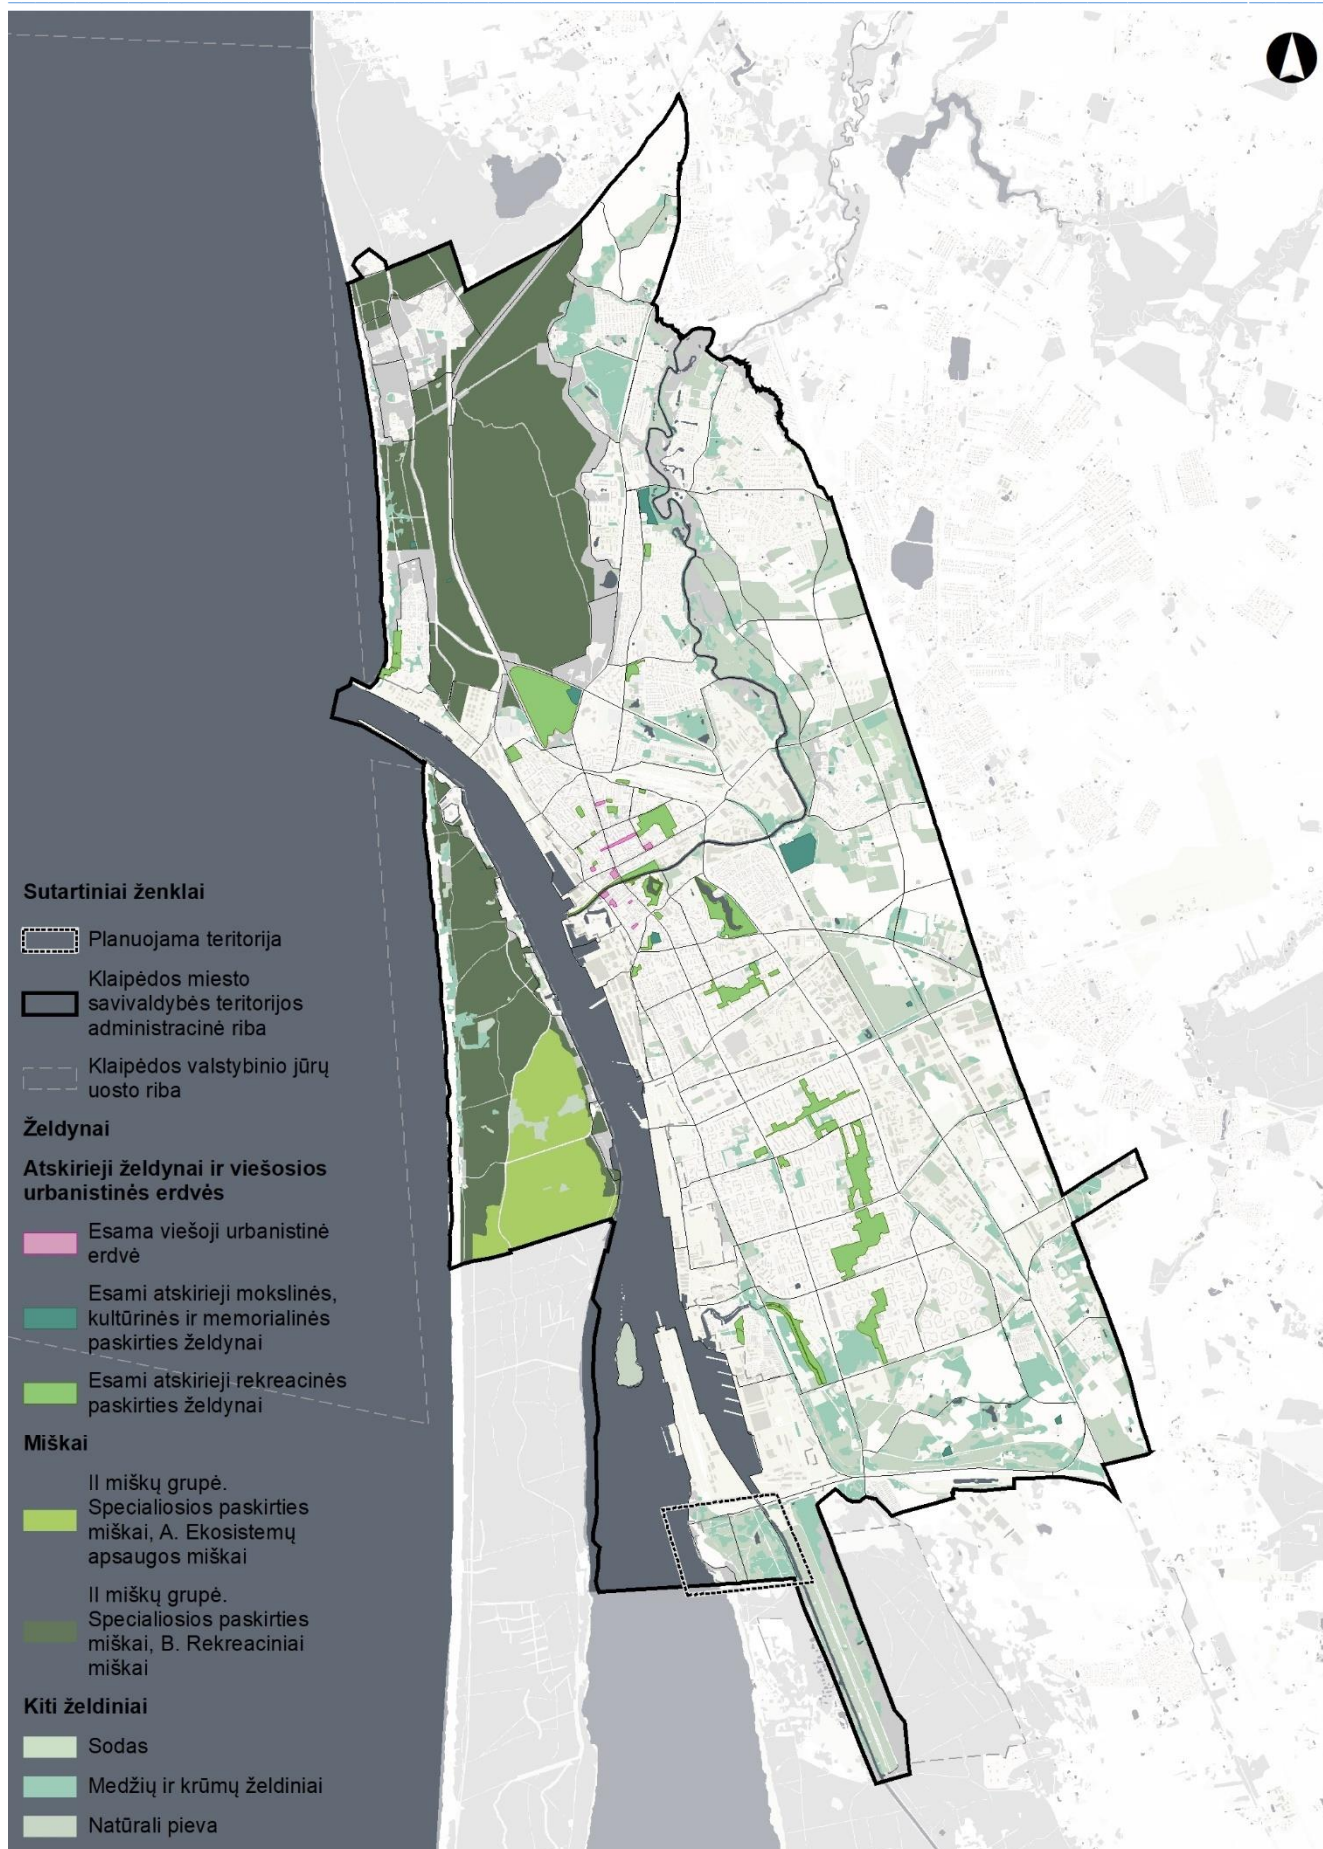 Sutartiniai ženklai
Planuojama teritorija
Klaipėdos miesto
savivaldybės teritorijos
administracinė riba
Klaipėdos valstybinio jūrų
uosto riba
Želdynai
Atskirieji želdynai ir viešosios
urbanistinės erdvės
Esama viešoji urbanistinė
erdvė
Esami atskirieji mokslinės,
kultūrinės ir memorialinės
paskirties želdynai
Esami atskirieji rekreacinės
paskirties želdynai
Miškai
II miškų grupė.
Specialiosios paskirties
miškai, A. Ekosistemų
apsaugos miškai
II miškų grupė.
Specialiosios paskirties
miškai, B. Rekreaciniai
miškai
Kiti želdiniai
Sodas
Medžių ir krūmų želdiniai
Natūrali pieva